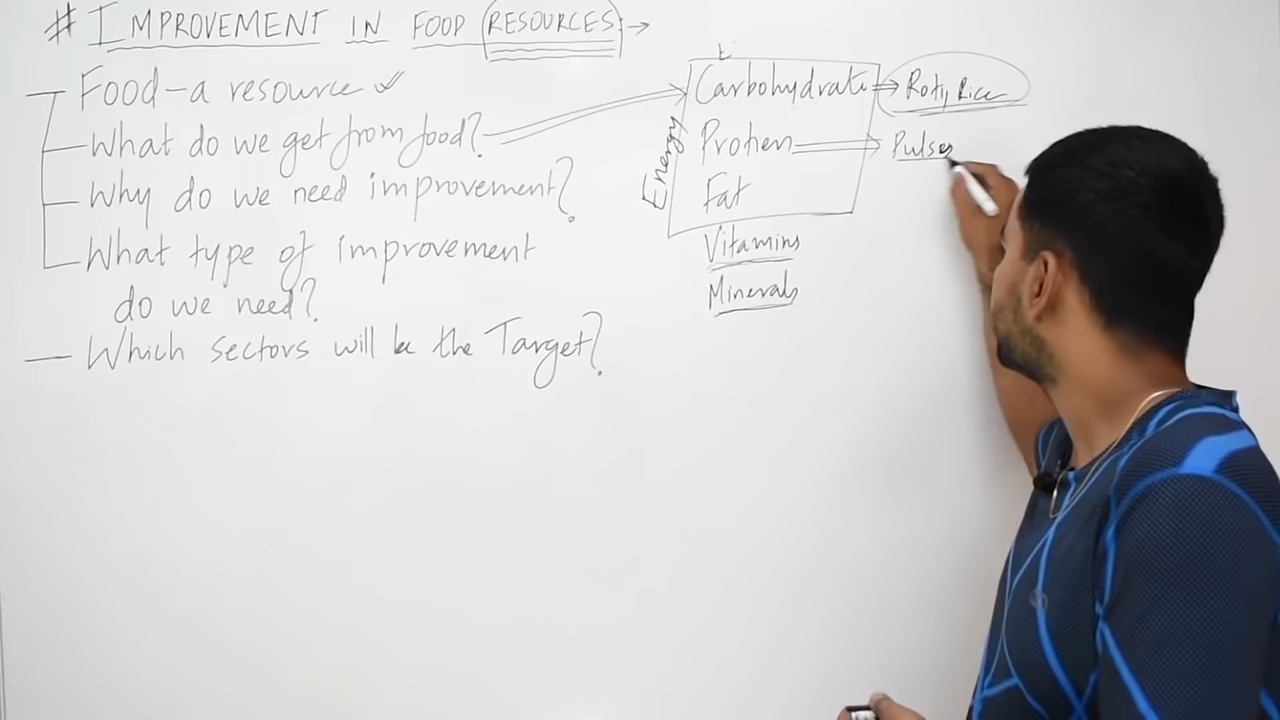 # IMPROVEMENT IN FOOD RESOURCES →
Food - a resource ✓
What do we get from food?
Why do we need improvement?
What type of improvement
do we need?
— Which sectors will be the Target?
Energy
Carbohydrate → Roti, Rice
Protien → Pulses
Fat
Vitamins
Minerals